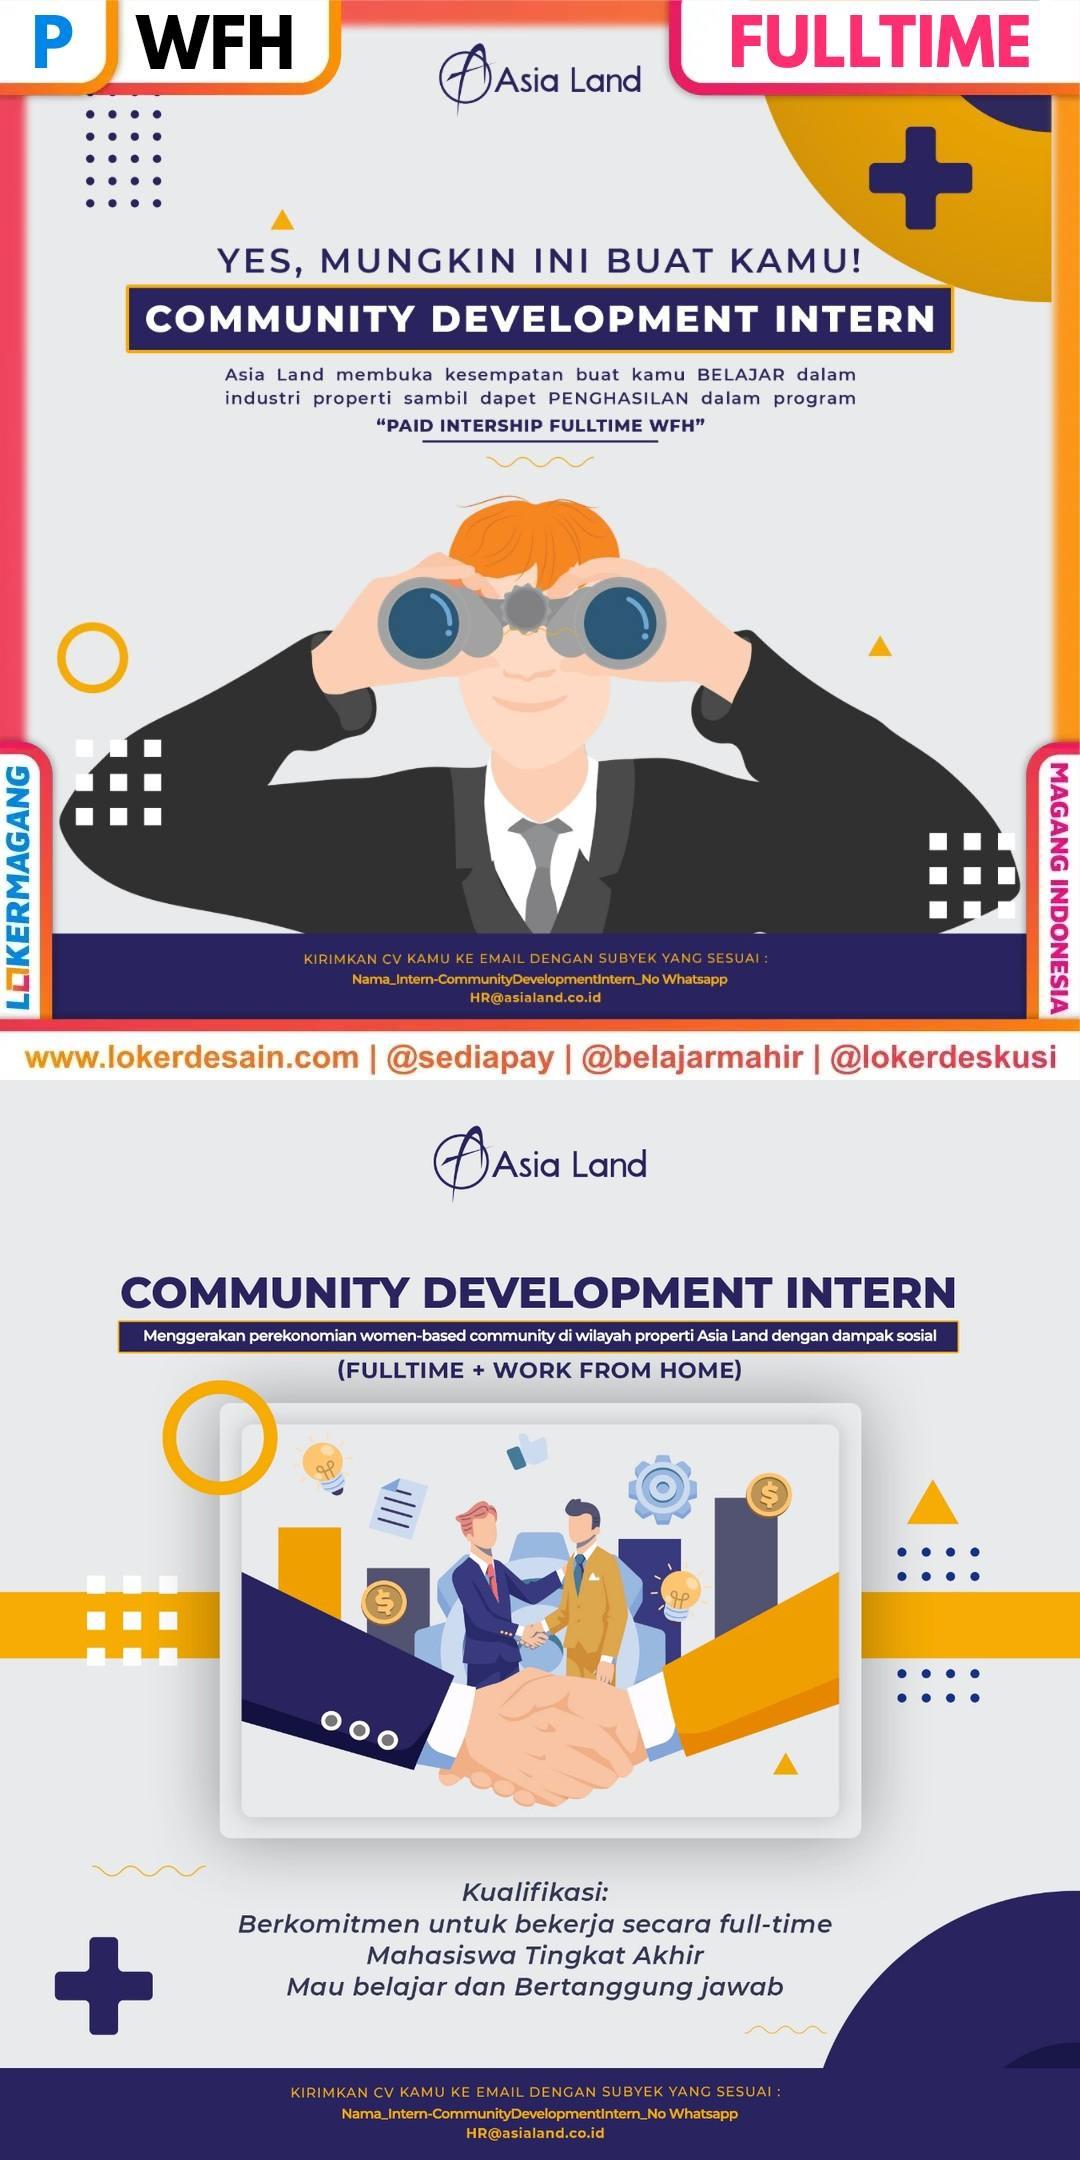 P WFH FULLTIME
Asia Land
YES, MUNGKIN INI BUAT KAMU!
COMMUNITY DEVELOPMENT INTERN
Asia Land membuka kesempatan buat kamu BELAJAR dalam
industri properti sambil dapet PENGHASILAN dalam program
“PAID INTERSHIP FULLTIME WFH”
LOKERMAGANG
MAGANG INDONESIA
KIRIMKAN CV KAMU KE EMAIL DENGAN SUBYEK YANG SESUAI :
Nama_Intern-CommunityDevelopmentIntern_No Whatsapp
HR@asialand.co.id
www.lokerdesain.com | @sediapay | @belajarmahir | @lokerdeskusi
Asia Land
COMMUNITY DEVELOPMENT INTERN
Menggerakan perekonomian women-based community di wilayah properti Asia Land dengan dampak sosial
(FULLTIME + WORK FROM HOME)
$
$
Kualifikasi:
Berkomitmen untuk bekerja secara full-time
Mahasiswa Tingkat Akhir
Mau belajar dan Bertanggung jawab
KIRIMKAN CV KAMU KE EMAIL DENGAN SUBYEK YANG SESUAI :
Nama_Intern-CommunityDevelopmentIntern_No Whatsapp
HR@asialand.co.id